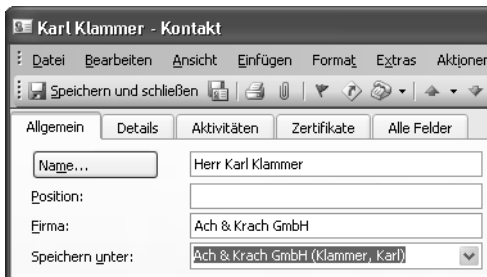 Karl Klammer - Kontakt
Datei Bearbeiten Ansicht Einfügen Format Extras Aktionen
Speichern und schließen
Allgemein Details Aktivitäten Zertifikate Alle Felder
Name... Herr Karl Klammer
Position:
Firma: Ach & Krach GmbH
Speichern unter: Ach & Krach GmbH (Klammer, Karl)